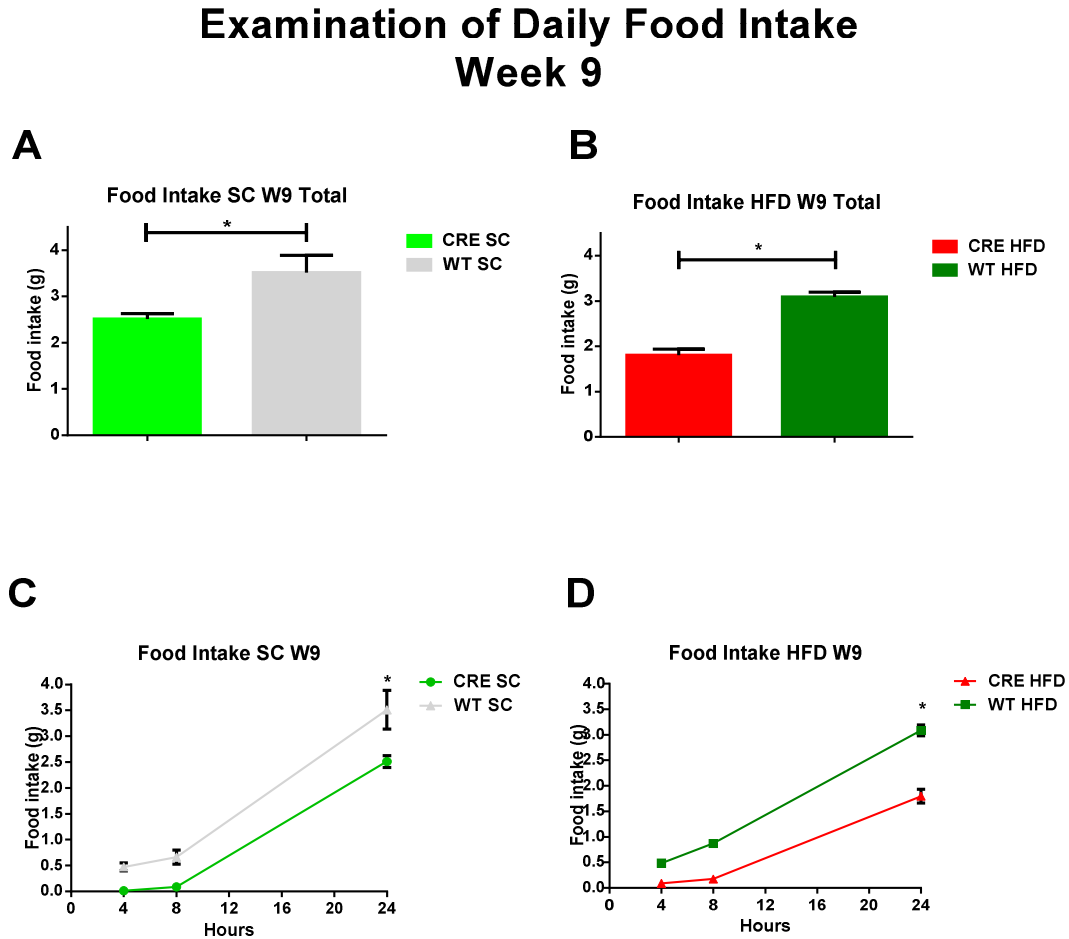 Examination of Daily Food Intake
Week 9
A
Food Intake SC W9 Total
*
CRE SC
WT SC
Food intake (g)
4
3
2
1
0
B
Food Intake HFD W9 Total
*
CRE HFD
WT HFD
Food intake (g)
4
3
2
1
0
C
Food Intake SC W9
*
CRE SC
WT SC
Food intake (g)
4.0
3.5
3.0
2.5
2.0
1.5
1.0
0.5
0.0
0 4 8 12 16 20 24
Hours
D
Food Intake HFD W9
*
CRE HFD
WT HFD
Food intake (g)
4.0
3.5
3.0
2.5
2.0
1.5
1.0
0.5
0.0
0 4 8 12 16 20 24
Hours